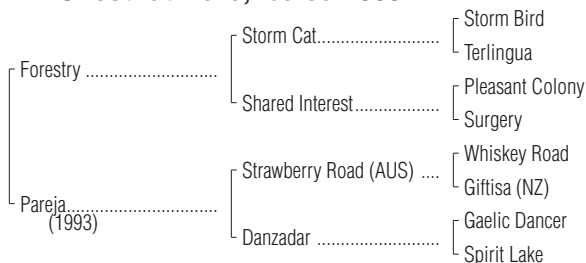 Storm Bird
Storm Cat
Terlingua
Forestry
Pleasant Colony
Shared Interest
Surgery
Whiskey Road
Strawberry Road (AUS)
Giftisa (NZ)
Pareja
(1993)
Gaelic Dancer
Danzadar
Spirit Lake